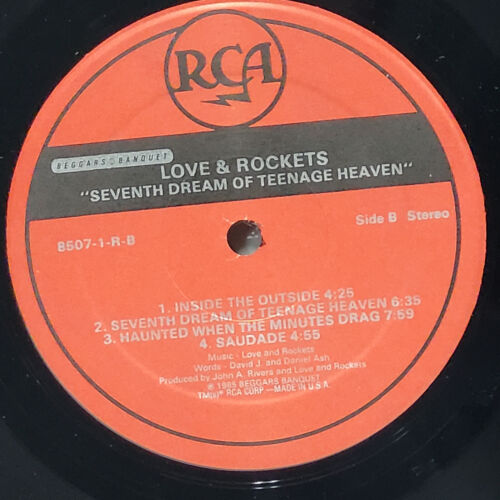 RCA
BEGGARS BANQUET
LOVE & ROCKETS
"SEVENTH DREAM OF TEENAGE HEAVEN"
8507-1-R-B
Side B Stereo
1. INSIDE THE OUTSIDE 4:25
2. SEVENTH DREAM OF TEENAGE HEAVEN 6:35
3. HAUNTED WHEN THE MINUTES DRAG 7:59
4. SAUDADE 4:55
Music - Love and Rockets
Words - David J. and Daniel Ash
Produced by John A. Rivers and Love and Rockets
℗ 1985 BEGGARS BANQUET
TM(s)® RCA CORP.—MADE IN U.S.A.